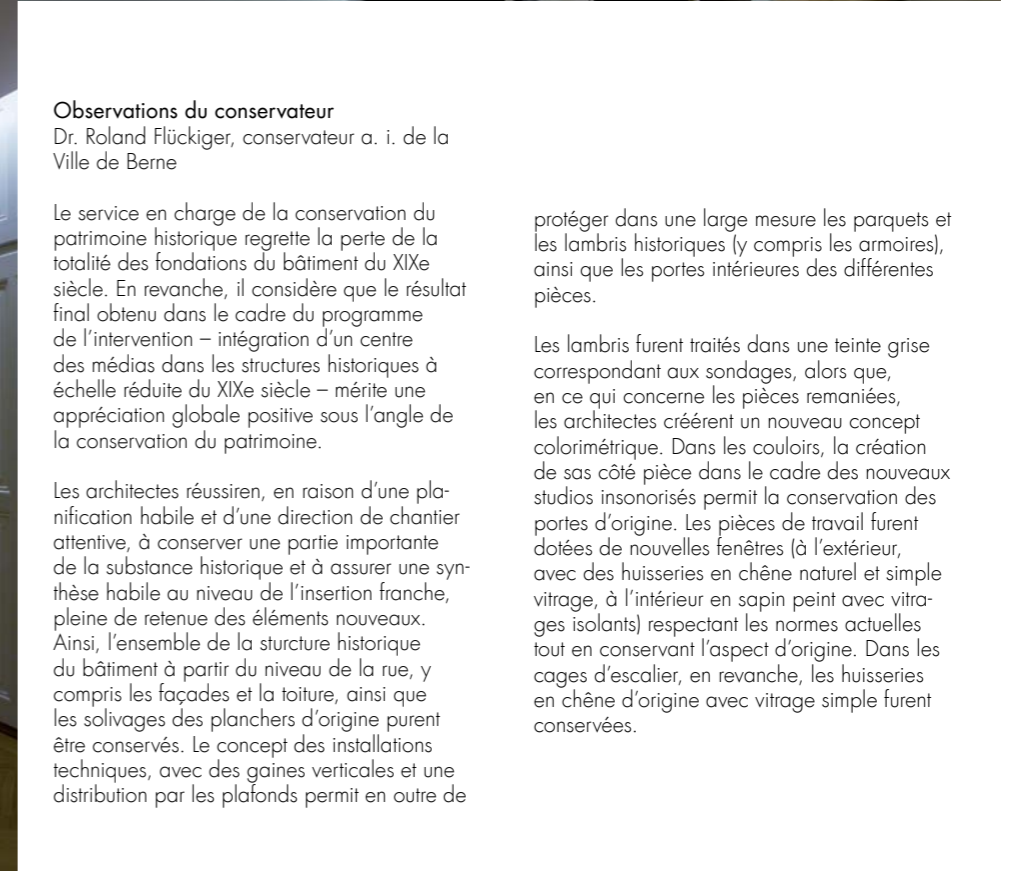 Observations du conservateur
Dr. Roland Flückiger, conservateur a. i. de la
Ville de Berne
Le service en charge de la conservation du
patrimoine historique regrette la perte de la
totalité des fondations du bâtiment du XIXe
siècle. En revanche, il considère que le résultat
final obtenu dans le cadre du programme
de l’intervention – intégration d’un centre
des médias dans les structures historiques à
échelle réduite du XIXe siècle – mérite une
appréciation globale positive sous l’angle de
la conservation du patrimoine.
Les architectes réussiren, en raison d’une pla-
nification habile et d’une direction de chantier
attentive, à conserver une partie importante
de la substance historique et à assurer une syn-
thèse habile au niveau de l’insertion franche,
pleine de retenue des éléments nouveaux.
Ainsi, l’ensemble de la sturcture historique
du bâtiment à partir du niveau de la rue, y
compris les façades et la toiture, ainsi que
les solivages des planchers d’origine purent
être conservés. Le concept des installations
techniques, avec des gaines verticales et une
distribution par les plafonds permit en outre de
protéger dans une large mesure les parquets et
les lambris historiques (y compris les armoires),
ainsi que les portes intérieures des différentes
pièces.
Les lambris furent traités dans une teinte grise
correspondant aux sondages, alors que,
en ce qui concerne les pièces remaniées,
les architectes créérent un nouveau concept
colorimétrique. Dans les couloirs, la création
de sas côté pièce dans le cadre des nouveaux
studios insonorisés permit la conservation des
portes d’origine. Les pièces de travail furent
dotées de nouvelles fenêtres (à l’extérieur,
avec des huisseries en chêne naturel et simple
vitrage, à l’intérieur en sapin peint avec vitra-
ges isolants) respectant les normes actuelles
tout en conservant l’aspect d’origine. Dans les
cages d’escalier, en revanche, les huisseries
en chêne d’origine avec vitrage simple furent
conservées.